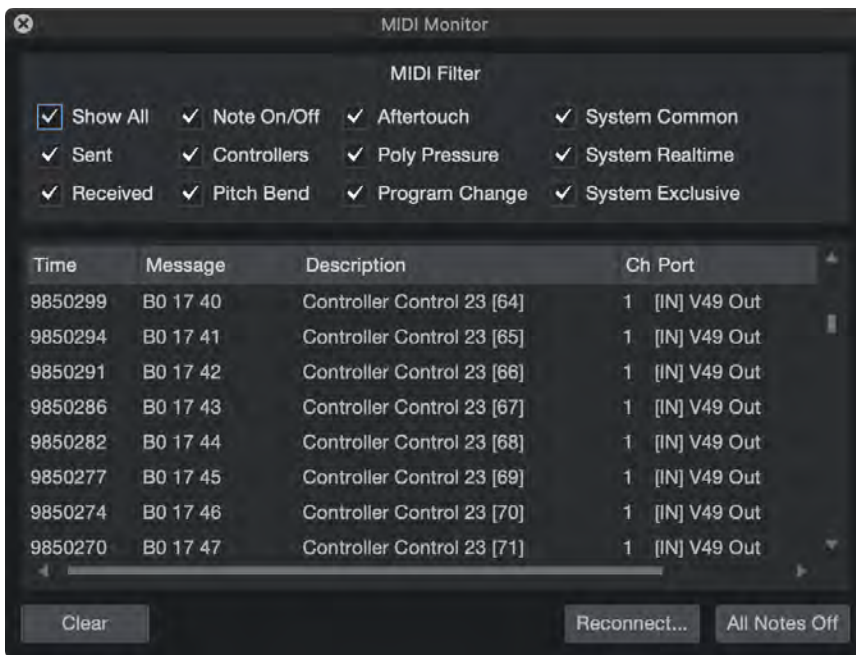 MIDI Monitor
MIDI Filter
Show All Note On/Off Aftertouch System Common
Sent Controllers Poly Pressure System Realtime
Received Pitch Bend Program Change System Exclusive
Time Message Description Ch Port
9850299 B0 17 40 Controller Control 23 [64] 1 [IN] V49 Out
9850294 B0 17 41 Controller Control 23 [65] 1 [IN] V49 Out
9850291 B0 17 42 Controller Control 23 [66] 1 [IN] V49 Out
9850286 B0 17 43 Controller Control 23 [67] 1 [IN] V49 Out
9850282 B0 17 44 Controller Control 23 [68] 1 [IN] V49 Out
9850277 B0 17 45 Controller Control 23 [69] 1 [IN] V49 Out
9850274 B0 17 46 Controller Control 23 [70] 1 [IN] V49 Out
9850270 B0 17 47 Controller Control 23 [71] 1 [IN] V49 Out
Clear Reconnect... All Notes Off